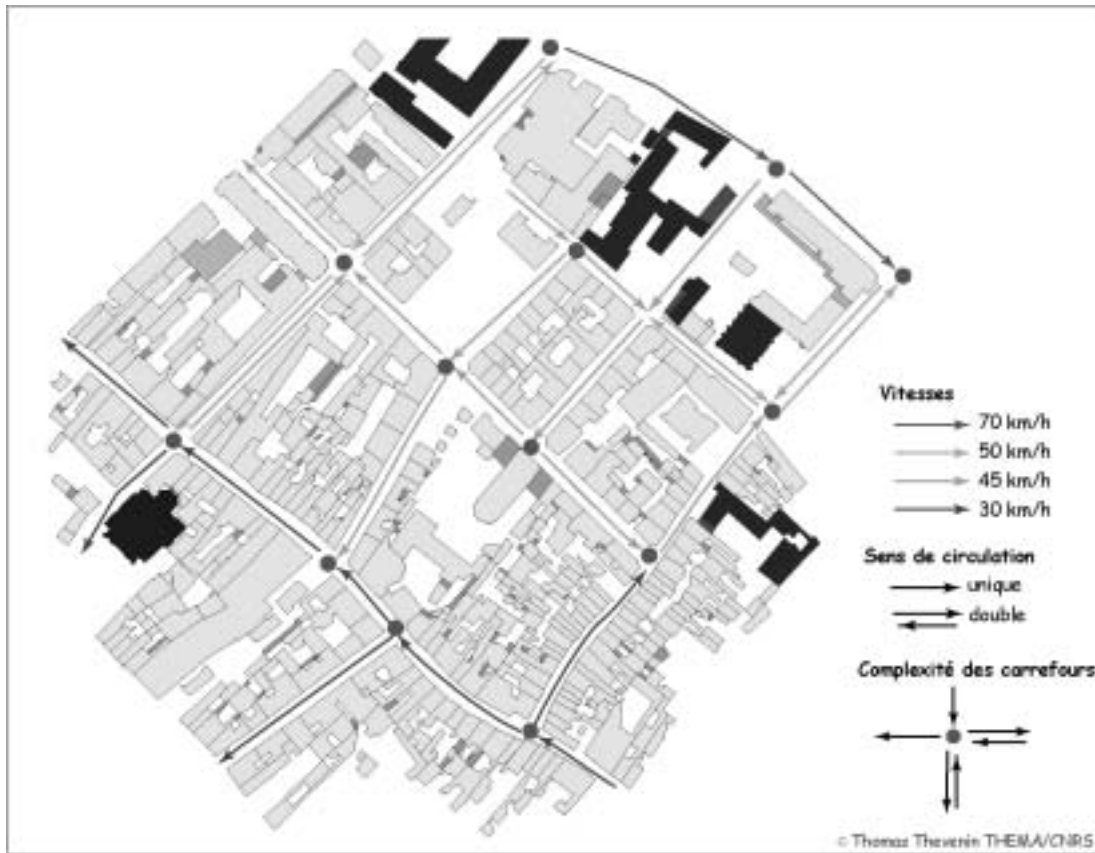 Vitesses
70 km/h
50 km/h
45 km/h
30 km/h
Sens de circulation
unique
double
Complexité des carrefours
© Thomas Thevenin THEMA/CNRS